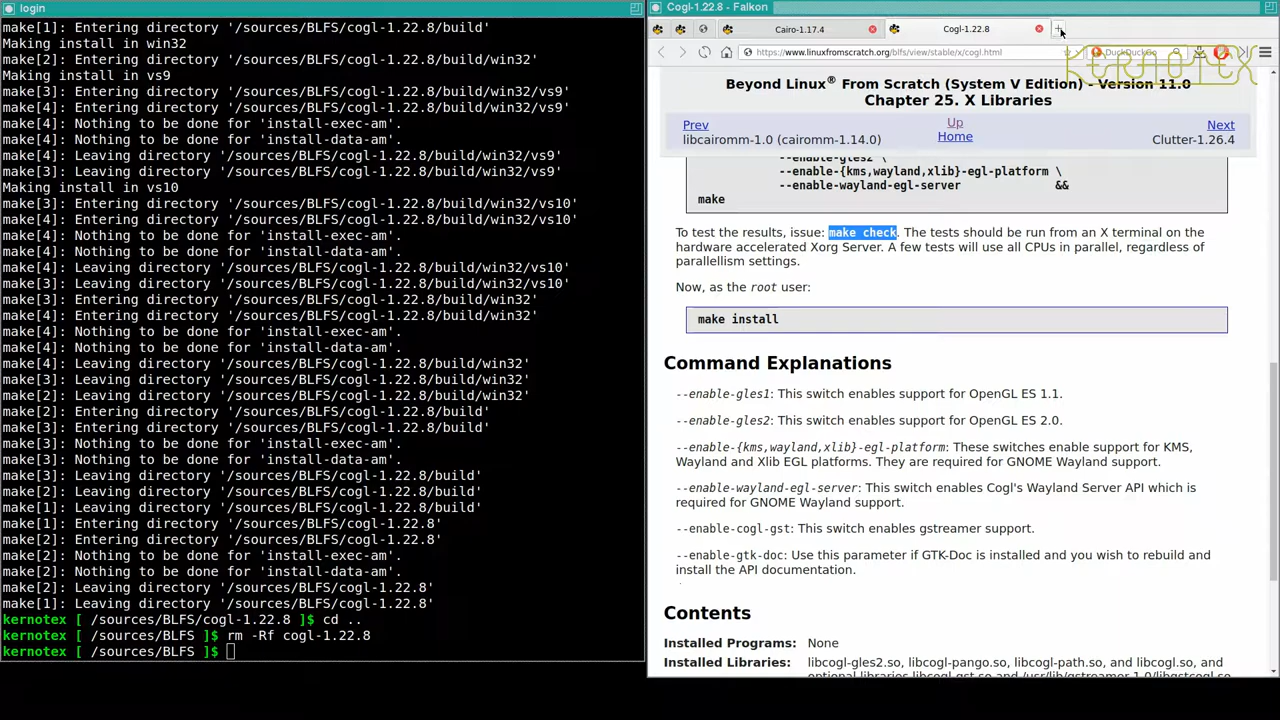 login
make[1]: Entering directory '/sources/BLFS/cogl-1.22.8/build'
Making install in win32
make[2]: Entering directory '/sources/BLFS/cogl-1.22.8/build/win32'
Making install in vs9
make[3]: Entering directory '/sources/BLFS/cogl-1.22.8/build/win32/vs9'
make[4]: Entering directory '/sources/BLFS/cogl-1.22.8/build/win32/vs9'
make[4]: Nothing to be done for 'install-exec-am'.
make[4]: Nothing to be done for 'install-data-am'.
make[4]: Leaving directory '/sources/BLFS/cogl-1.22.8/build/win32/vs9'
make[3]: Leaving directory '/sources/BLFS/cogl-1.22.8/build/win32/vs9'
Making install in vs10
make[3]: Entering directory '/sources/BLFS/cogl-1.22.8/build/win32/vs10'
make[4]: Entering directory '/sources/BLFS/cogl-1.22.8/build/win32/vs10'
make[4]: Nothing to be done for 'install-exec-am'.
make[4]: Nothing to be done for 'install-data-am'.
make[4]: Leaving directory '/sources/BLFS/cogl-1.22.8/build/win32/vs10'
make[3]: Leaving directory '/sources/BLFS/cogl-1.22.8/build/win32/vs10'
make[3]: Entering directory '/sources/BLFS/cogl-1.22.8/build/win32'
make[4]: Entering directory '/sources/BLFS/cogl-1.22.8/build/win32'
make[4]: Nothing to be done for 'install-exec-am'.
make[4]: Nothing to be done for 'install-data-am'.
make[4]: Leaving directory '/sources/BLFS/cogl-1.22.8/build/win32'
make[3]: Leaving directory '/sources/BLFS/cogl-1.22.8/build/win32'
make[2]: Leaving directory '/sources/BLFS/cogl-1.22.8/build/win32'
make[2]: Entering directory '/sources/BLFS/cogl-1.22.8/build'
make[3]: Entering directory '/sources/BLFS/cogl-1.22.8/build'
make[3]: Nothing to be done for 'install-exec-am'.
make[3]: Nothing to be done for 'install-data-am'.
make[3]: Leaving directory '/sources/BLFS/cogl-1.22.8/build'
make[2]: Leaving directory '/sources/BLFS/cogl-1.22.8/build'
make[1]: Leaving directory '/sources/BLFS/cogl-1.22.8/build'
make[1]: Entering directory '/sources/BLFS/cogl-1.22.8'
make[2]: Entering directory '/sources/BLFS/cogl-1.22.8'
make[2]: Nothing to be done for 'install-exec-am'.
make[2]: Nothing to be done for 'install-data-am'.
make[2]: Leaving directory '/sources/BLFS/cogl-1.22.8'
make[1]: Leaving directory '/sources/BLFS/cogl-1.22.8'
kernotex [ /sources/BLFS/cogl-1.22.8 ]$ cd ..
kernotex [ /sources/BLFS ]$ rm -Rf cogl-1.22.8
kernotex [ /sources/BLFS ]$
Cogl-1.22.8 - Falkon
Cairo-1.17.4
Cogl-1.22.8
https://www.linuxfromscratch.org/blfs/view/stable/x/cogl.html
DuckDuckGo
KERNOTEX
Beyond Linux® From Scratch (System V Edition) - Version 11.0
Chapter 25. X Libraries
Prev
Up
Next
libcairomm-1.0 (cairomm-1.14.0)
Home
Clutter-1.26.4
--enable-gles2 \
--enable-{kms,wayland,xlib}-egl-platform \
--enable-wayland-egl-server &&
make
To test the results, issue: make check. The tests should be run from an X terminal on the
hardware accelerated Xorg Server. A few tests will use all CPUs in parallel, regardless of
parallellism settings.
Now, as the root user:
make install
Command Explanations
--enable-gles1: This switch enables support for OpenGL ES 1.1.
--enable-gles2: This switch enables support for OpenGL ES 2.0.
--enable-{kms,wayland,xlib}-egl-platform: These switches enable support for KMS,
Wayland and Xlib EGL platforms. They are required for GNOME Wayland support.
--enable-wayland-egl-server: This switch enables Cogl's Wayland Server API which is
required for GNOME Wayland support.
--enable-cogl-gst: This switch enables gstreamer support.
--enable-gtk-doc: Use this parameter if GTK-Doc is installed and you wish to rebuild and
install the API documentation.
Contents
Installed Programs: None
Installed Libraries: libcogl-gles2.so, libcogl-pango.so, libcogl-path.so, and libcogl.so, and
optional libraries libcogl-gst.so and /usr/lib/gstreamer-1.0/libgstcogl.so